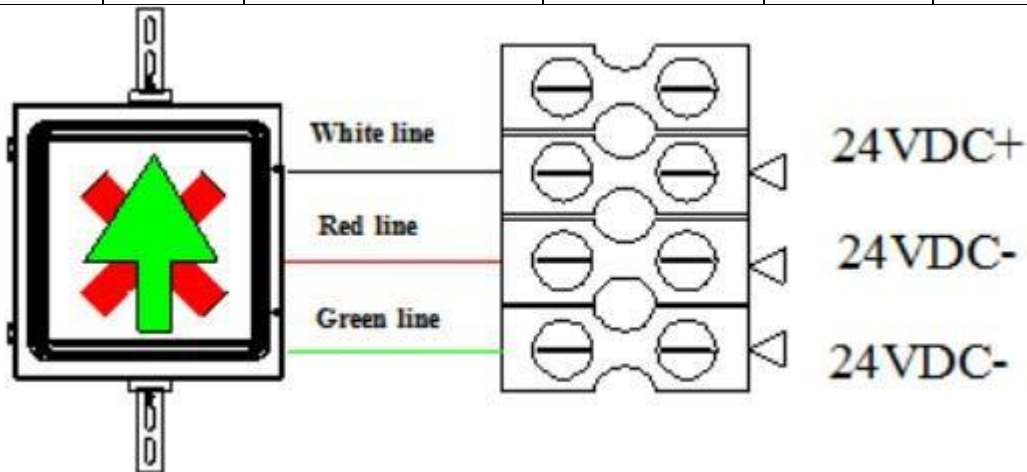 White line
24VDC+
Red line
24VDC-
Green line
24VDC-